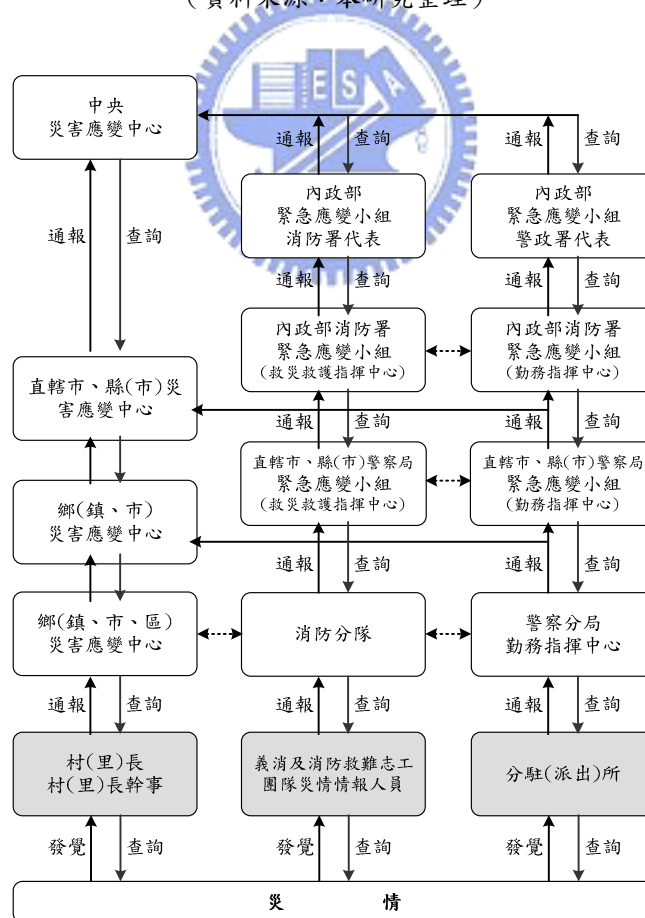 (資料來源：本研究整理)
ESA
中央
災害應變中心
通報
查詢
通報
查詢
內政部
緊急應變小組
消防署代表
內政部
緊急應變小組
警政署代表
通報
查詢
通報
查詢
通報
查詢
內政部消防署
緊急應變小組
(救災救護指揮中心)
內政部消防署
緊急應變小組
(勤務指揮中心)
直轄市、縣(市)災
害應變中心
通報
查詢
通報
查詢
直轄市、縣(市)警察局
緊急應變小組
(救災救護指揮中心)
直轄市、縣(市)警察局
緊急應變小組
(勤務指揮中心)
鄉(鎮、市)
災害應變中心
通報
查詢
通報
查詢
鄉(鎮、市、區)
災害應變中心
消防分隊
警察分局
勤務指揮中心
通報
查詢
通報
查詢
通報
查詢
村(里)長
村(里)長幹事
義消及消防救難志工
團隊災情情報人員
分駐(派出)所
發覺
查詢
發覺
查詢
發覺
查詢
災 情